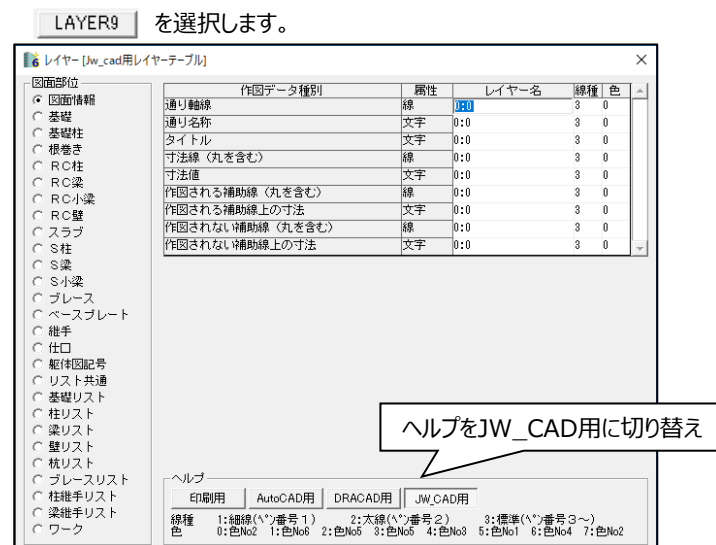 LAYER9 を選択します。
レイヤー [Jw_cad用レイヤーテーブル]
図面部位
図面情報
基礎
基礎柱
根巻き
RC柱
RC梁
RC小梁
RC壁
スラブ
S柱
S梁
S小梁
ブレース
ベースプレート
継手
仕口
躯体図記号
リスト共通
基礎リスト
柱リスト
梁リスト
壁リスト
杭リスト
ブレースリスト
柱継手リスト
梁継手リスト
ワーク
作図データ種別 属性 レイヤー名 線種 色
通り軸線 線 0:0 3 0
通り名称 文字 0:0 3 0
タイトル 文字 0:0 3 0
寸法線（丸を含む） 線 0:0 3 0
寸法値 文字 0:0 3 0
作図される補助線（丸を含む） 線 0:0 3 0
作図される補助線上の寸法 文字 0:0 3 0
作図されない補助線（丸を含む） 線 0:0 3 0
作図されない補助線上の寸法 文字 0:0 3 0
ヘルプをJW_CAD用に切り替え
ヘルプ
印刷用 AutoCAD用 DRACAD用 JW_CAD用
線種 1:細線(ﾍﾟﾝ番号１) 2:太線(ﾍﾟﾝ番号２) 3:標準(ﾍﾟﾝ番号３～)
色 0:色No2 1:色No6 2:色No5 3:色No5 4:色No3 5:色No1 6:色No4 7:色No2